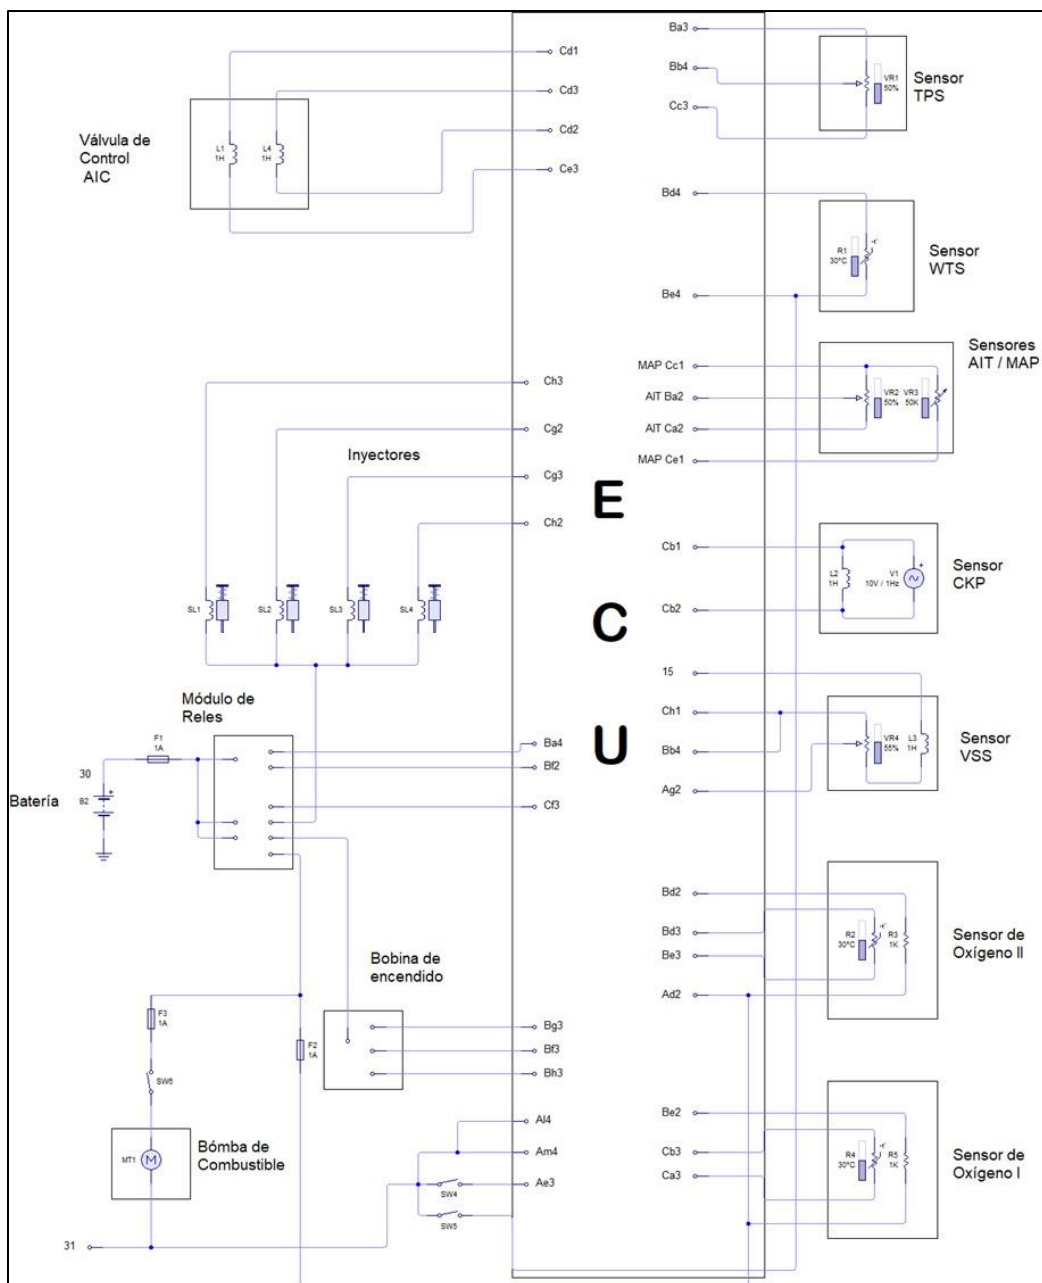 Ba3
Cd1
Bb4
Sensor
TPS
VR1
50%
Cd3
Cc3
Válvula de
Control
AIC
L1
1H
L4
1H
Cd2
Ce3
Bd4
R1
30°C
Sensor
WTS
Be4
Sensores
AIT / MAP
MAP Cc1
AIT Ba2
VR2
50%
VR3
50K
AIT Ca2
MAP Ce1
Ch3
Cg2
Inyectores
Cg3
Ch2
E
Cb1
L2
1H
V1
10V / 1Hz
Sensor
CKP
Cb2
SL1
SL2
SL3
SL4
C
15
Módulo de
Reles
Ch1
U
VR4
55%
L3
1H
Sensor
VSS
F1
1A
Ba4
Bb4
Bf2
30
Batería
B2
Ag2
Cf3
Bd2
Bd3
R2
30°C
R3
1K
Sensor de
Oxígeno II
Be3
Ad2
Bobina de
encendido
F3
1A
F2
1A
Bg3
Bf3
Bh3
SW6
Be2
Al4
Bómba de
Combustible
MT1
Am4
Cb3
R4
30°C
R5
1K
Sensor de
Oxígeno I
Ca3
Ae3
SW4
SW5
31